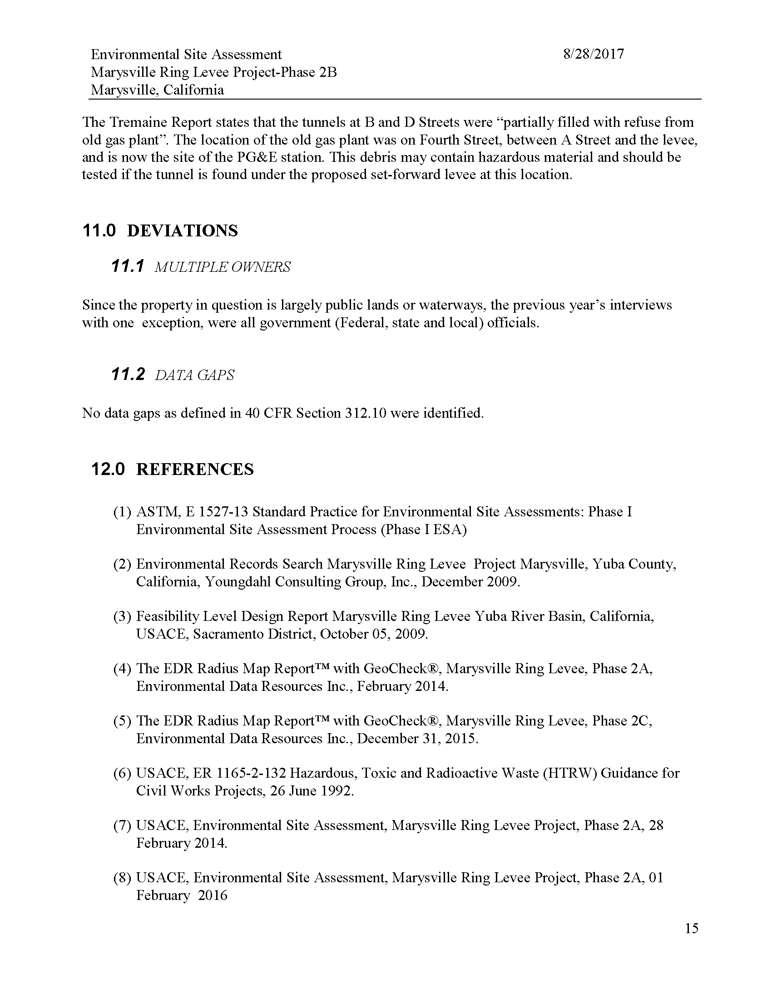 Environmental Site Assessment 8/28/2017
Marysville Ring Levee Project-Phase 2B
Marysville, California
The Tremaine Report states that the tunnels at B and D Streets were “partially filled with refuse from
old gas plant”. The location of the old gas plant was on Fourth Street, between A Street and the levee,
and is now the site of the PG&E station. This debris may contain hazardous material and should be
tested if the tunnel is found under the proposed set-forward levee at this location.
11.0 DEVIATIONS
11.1 MULTIPLE OWNERS
Since the property in question is largely public lands or waterways, the previous year’s interviews
with one exception, were all government (Federal, state and local) officials.
11.2 DATA GAPS
No data gaps as defined in 40 CFR Section 312.10 were identified.
12.0 REFERENCES
(1) ASTM, E 1527-13 Standard Practice for Environmental Site Assessments: Phase I
Environmental Site Assessment Process (Phase I ESA)
(2) Environmental Records Search Marysville Ring Levee Project Marysville, Yuba County,
California, Youngdahl Consulting Group, Inc., December 2009.
(3) Feasibility Level Design Report Marysville Ring Levee Yuba River Basin, California,
USACE, Sacramento District, October 05, 2009.
(4) The EDR Radius Map Report™ with GeoCheck®, Marysville Ring Levee, Phase 2A,
Environmental Data Resources Inc., February 2014.
(5) The EDR Radius Map Report™ with GeoCheck®, Marysville Ring Levee, Phase 2C,
Environmental Data Resources Inc., December 31, 2015.
(6) USACE, ER 1165-2-132 Hazardous, Toxic and Radioactive Waste (HTRW) Guidance for
Civil Works Projects, 26 June 1992.
(7) USACE, Environmental Site Assessment, Marysville Ring Levee Project, Phase 2A, 28
February 2014.
(8) USACE, Environmental Site Assessment, Marysville Ring Levee Project, Phase 2A, 01
February 2016
15